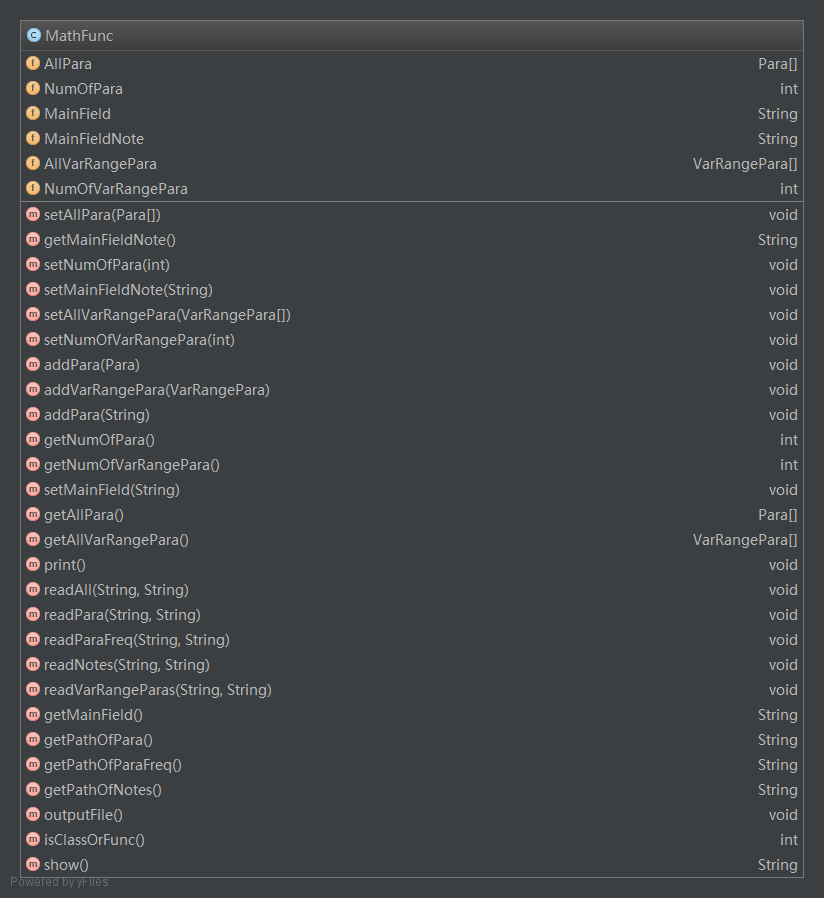 C MathFunc
f AllPara Para[]
f NumOfPara int
f MainField String
f MainFieldNote String
f AllVarRangePara VarRangePara[]
f NumOfVarRangePara int
m setAllPara(Para[]) void
m getMainFieldNote() String
m setNumOfPara(int) void
m setMainFieldNote(String) void
m setAllVarRangePara(VarRangePara[]) void
m setNumOfVarRangePara(int) void
m addPara(Para) void
m addVarRangePara(VarRangePara) void
m addPara(String) void
m getNumOfPara() int
m getNumOfVarRangePara() int
m setMainField(String) void
m getAllPara() Para[]
m getAllVarRangePara() VarRangePara[]
m print() void
m readAll(String, String) void
m readPara(String, String) void
m readParaFreq(String, String) void
m readNotes(String, String) void
m readVarRangeParas(String, String) void
m getMainField() String
m getPathOfPara() String
m getPathOfParaFreq() String
m getPathOfNotes() String
m outputFile() void
m isClassOrFunc() int
m show() String
Powered by yFiles